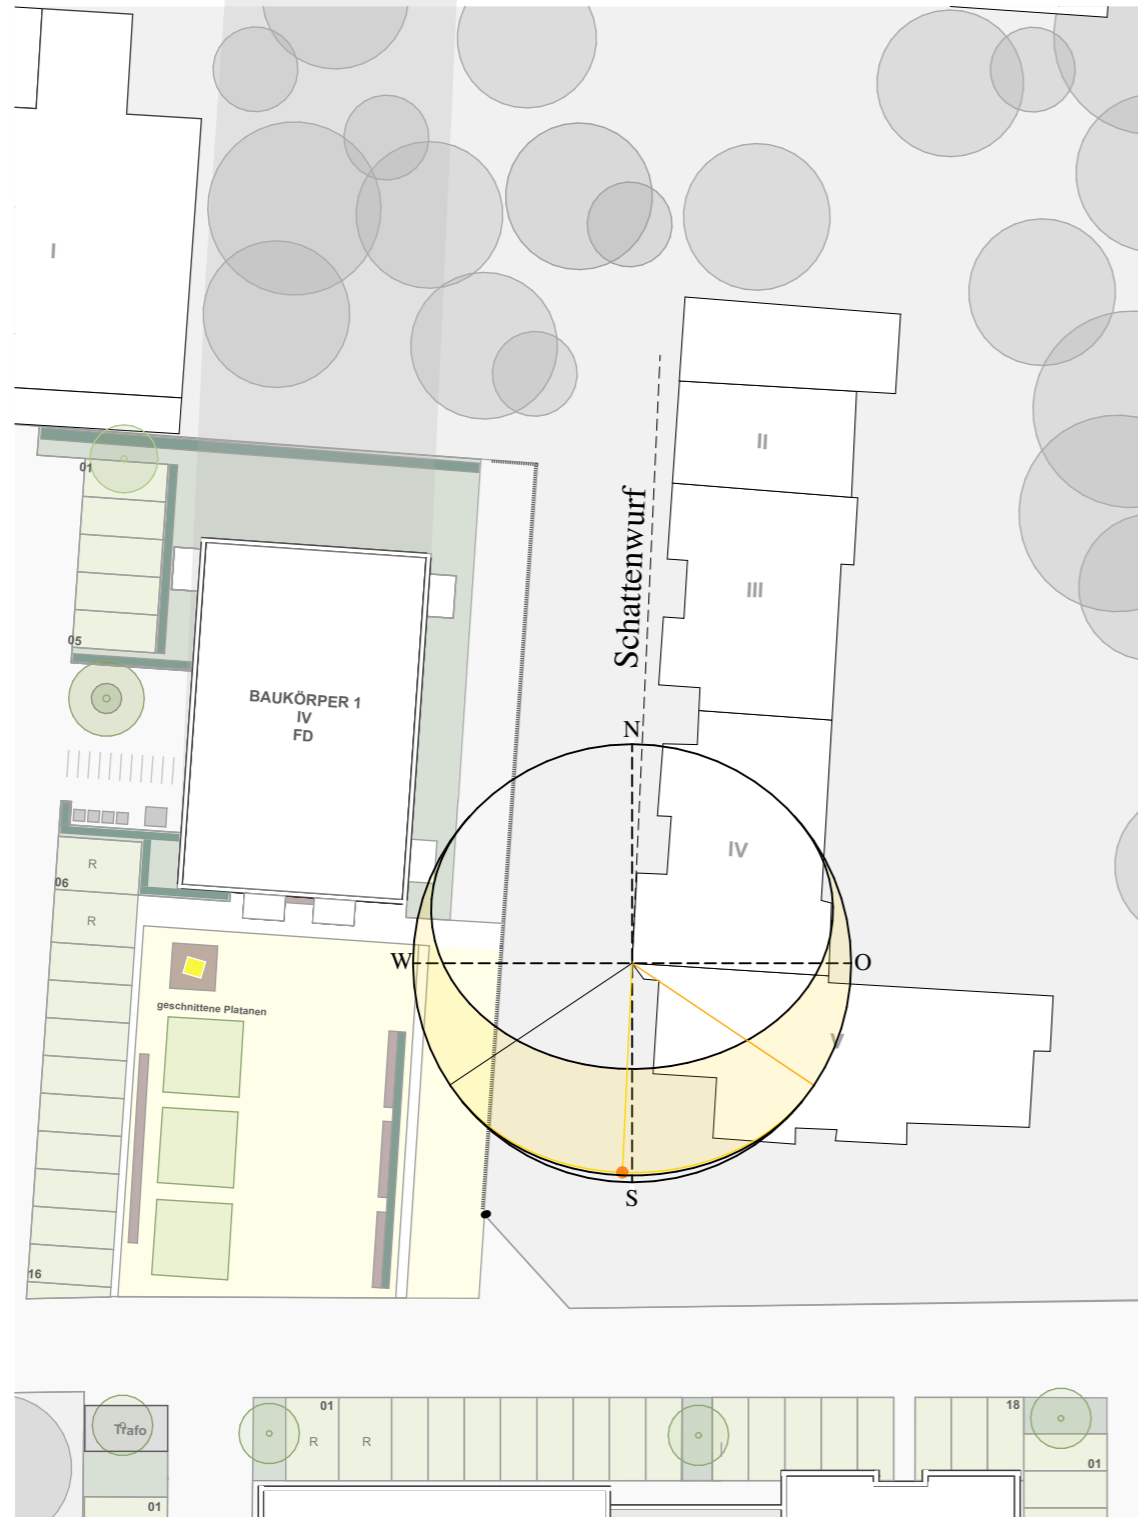 I
II
01
Schattenwurf
III
05
BAUKÖRPER 1
IV
FD
N
IV
R
06
R
W
O
geschnittene Platanen
V
S
16
01
18
Trafo
R
R
I
01
01